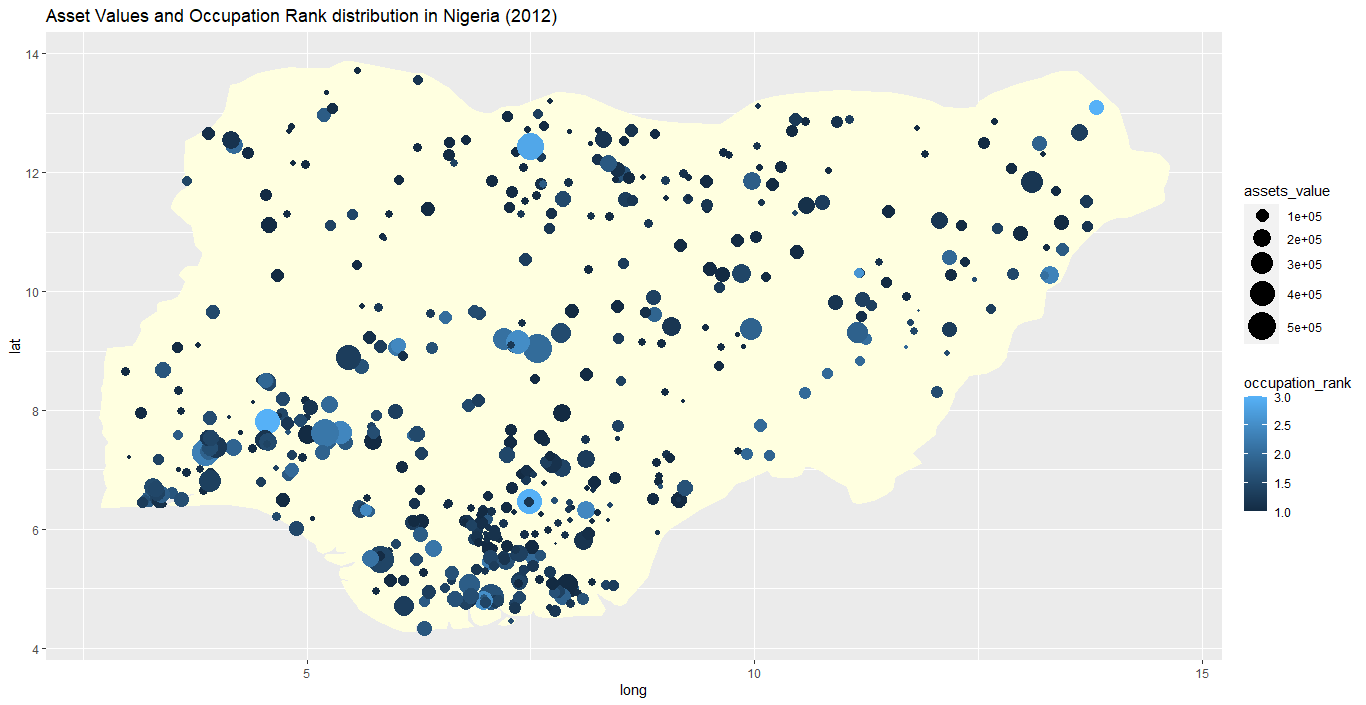 Asset Values and Occupation Rank distribution in Nigeria (2012)
14
12
10
8
6
4
lat
5
10
15
long
assets_value
1e+05
2e+05
3e+05
4e+05
5e+05
occupation_rank
3.0
2.5
2.0
1.5
1.0